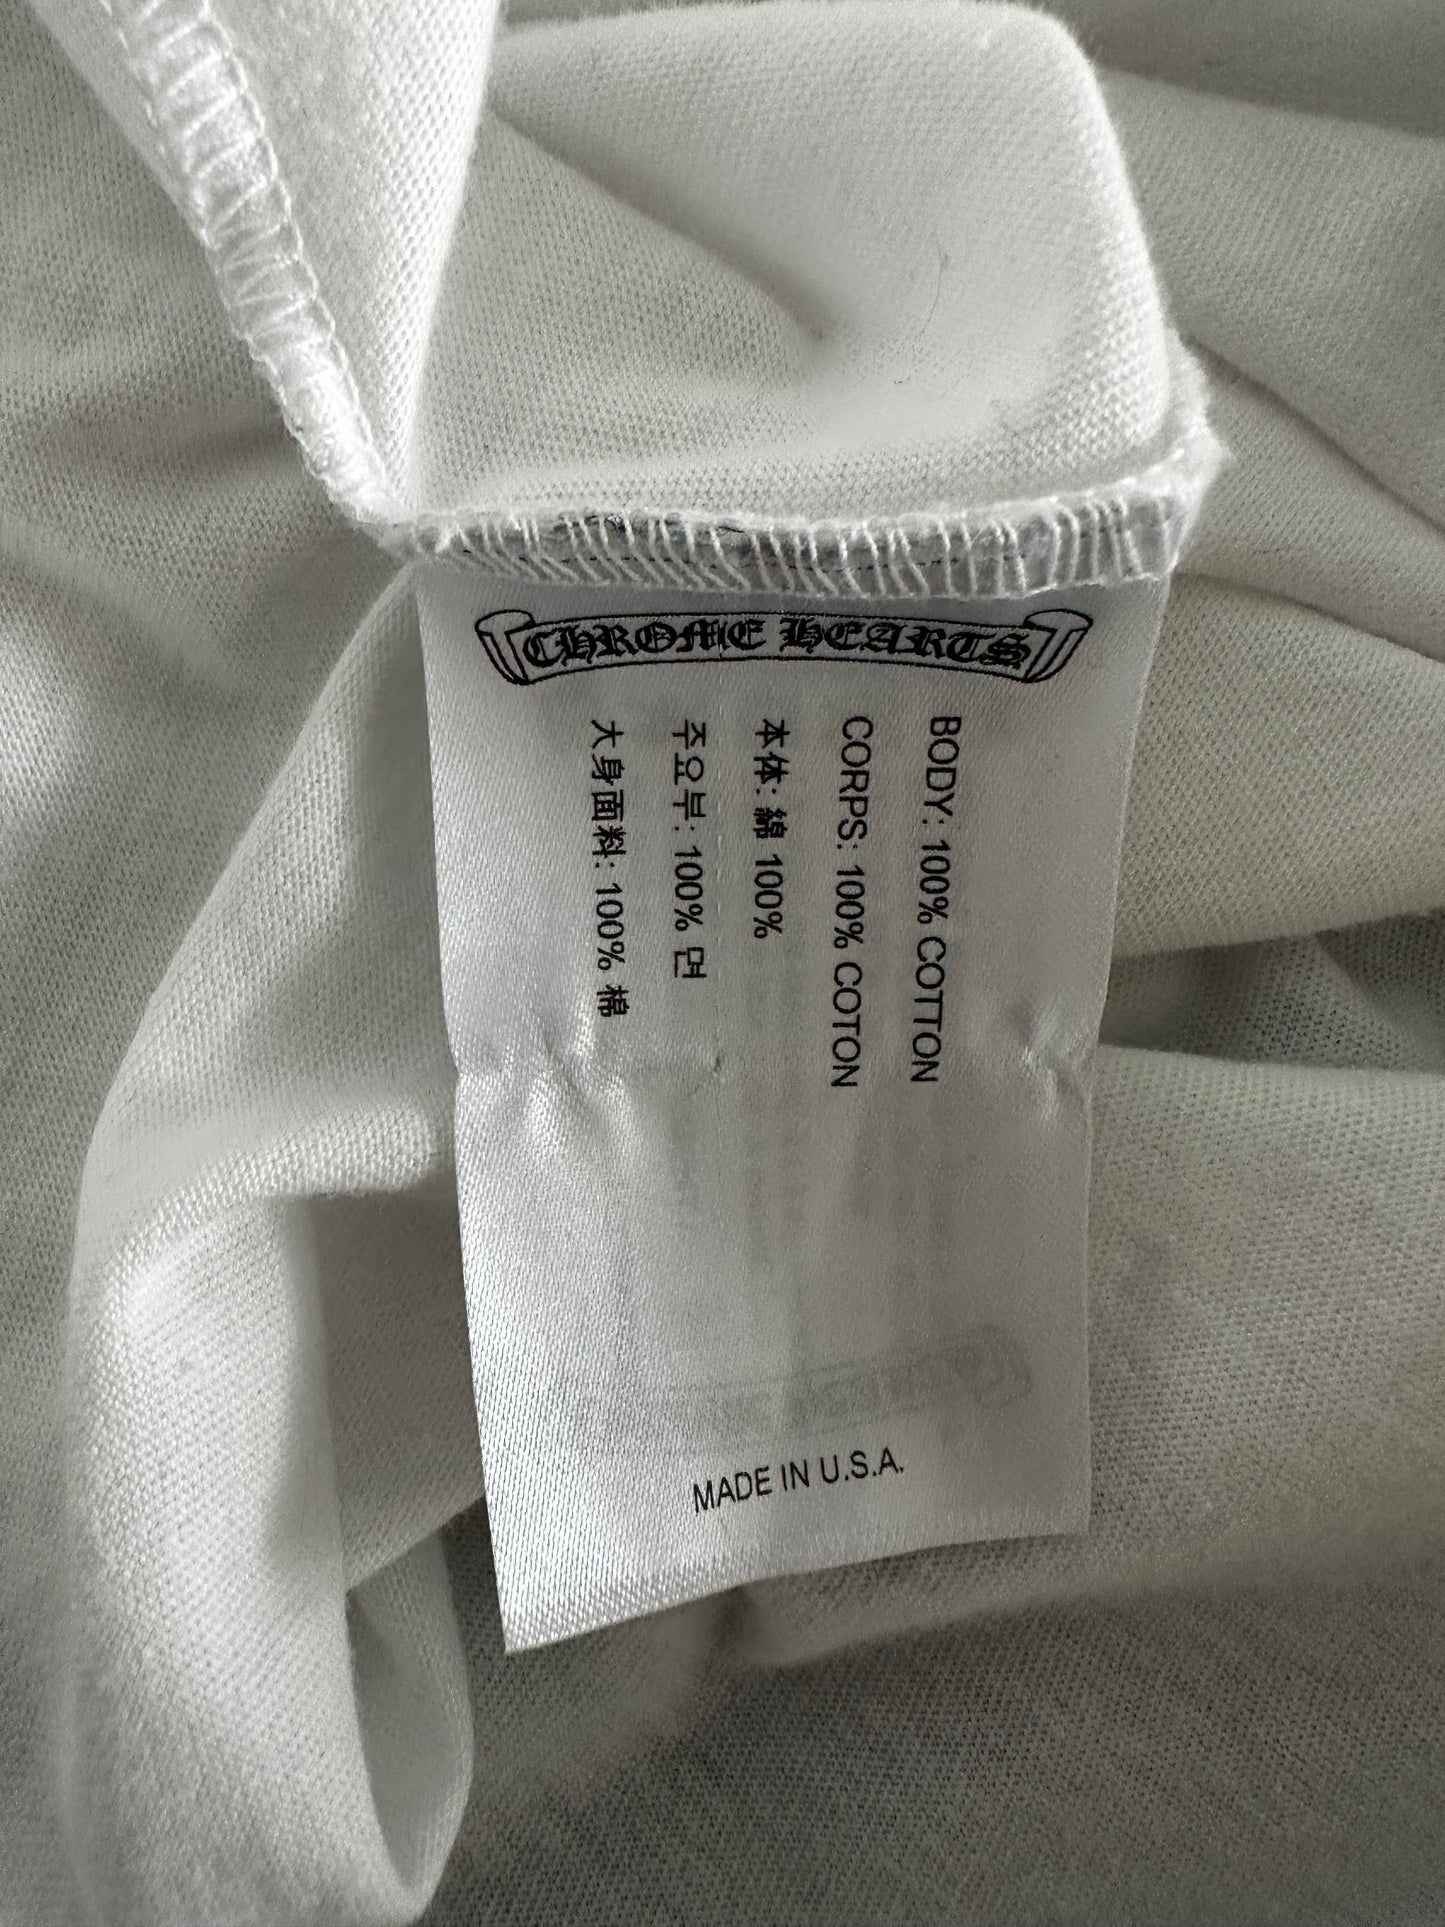 CHROME HEARTS
BODY: 100% COTTON
CORPS: 100% COTON
本体: 綿 100%
주요부: 100% 면
大身面料: 100% 棉
MADE IN U.S.A.